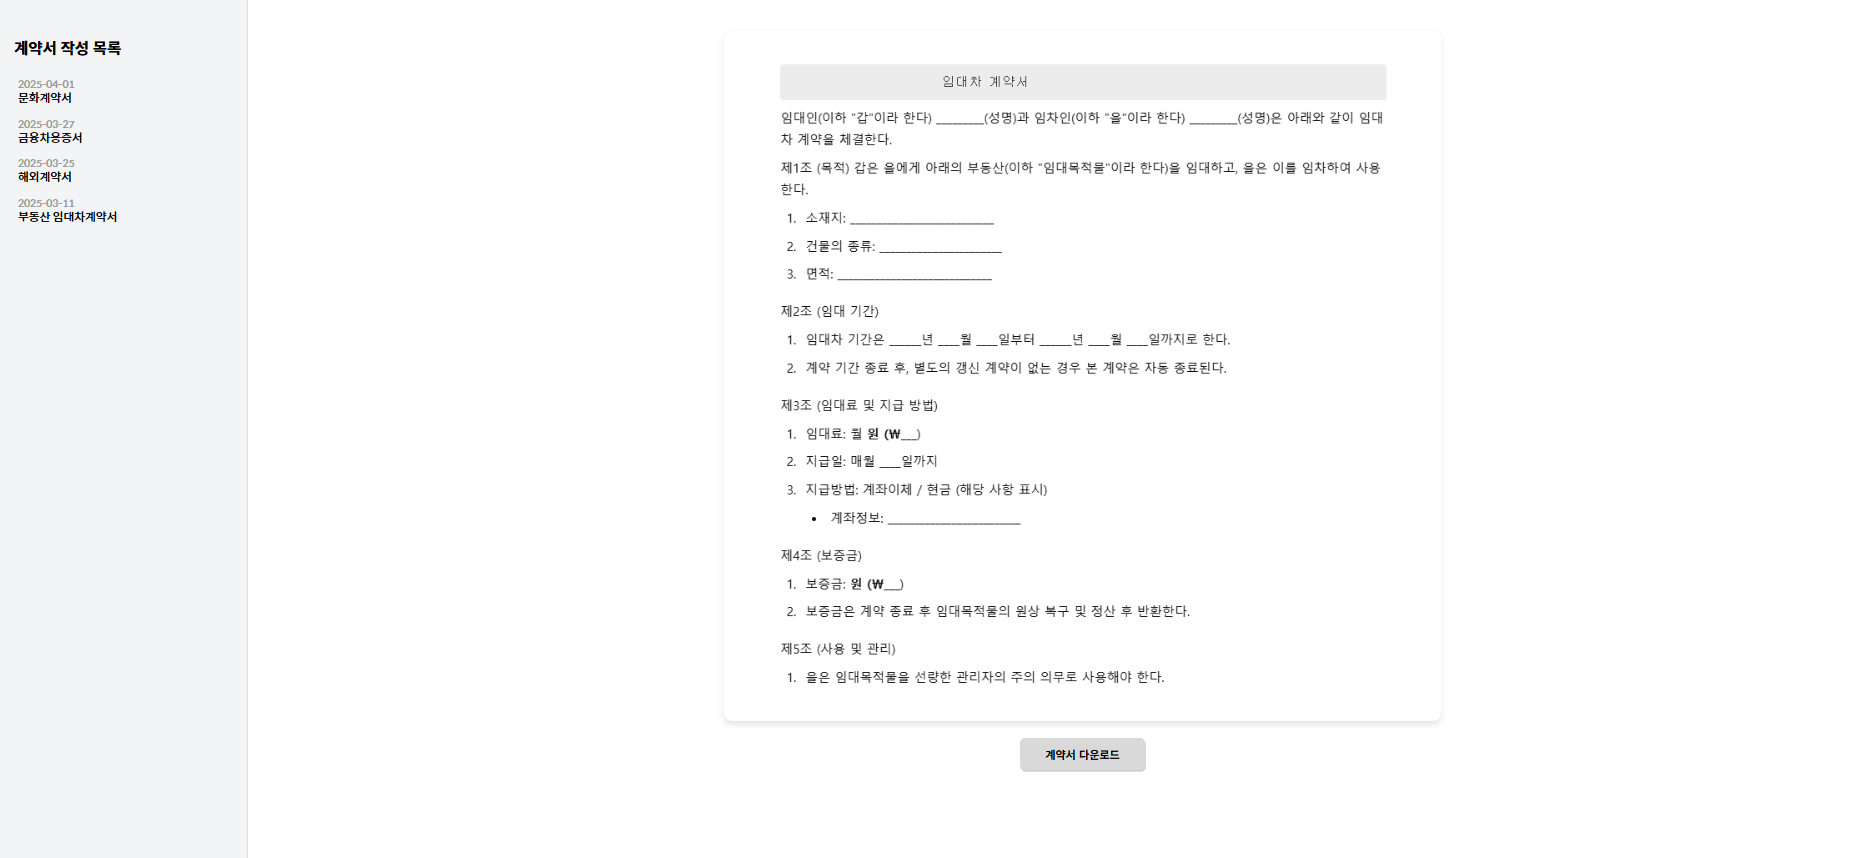 계약서 작성 목록
2025-04-01
문화계약서
2025-03-27
금융차용증서
2025-03-25
해외계약서
2025-03-11
부동산 임대차계약서
임대차 계약서
임대인(이하 "갑"이라 한다) _________(성명)과 임차인(이하 "을"이라 한다) _________(성명)은 아래와 같이 임대
차 계약을 체결한다.
제1조 (목적) 갑은 을에게 아래의 부동산(이하 "임대목적물"이라 한다)을 임대하고, 을은 이를 임차하여 사용
한다.
1. 소재지: ___________________________
2. 건물의 종류: _______________________
3. 면적: _____________________________
제2조 (임대 기간)
1. 임대차 기간은 ______년 ____월 ____일부터 ______년 ____월 ____일까지로 한다.
2. 계약 기간 종료 후, 별도의 갱신 계약이 없는 경우 본 계약은 자동 종료된다.
제3조 (임대료 및 지급 방법)
1. 임대료: 월 원 (₩___)
2. 지급일: 매월 ____일까지
3. 지급방법: 계좌이체 / 현금 (해당 사항 표시)
• 계좌정보: _________________________
제4조 (보증금)
1. 보증금: 원 (₩___)
2. 보증금은 계약 종료 후 임대목적물의 원상 복구 및 정산 후 반환한다.
제5조 (사용 및 관리)
1. 을은 임대목적물을 선량한 관리자의 주의 의무로 사용해야 한다.
계약서 다운로드